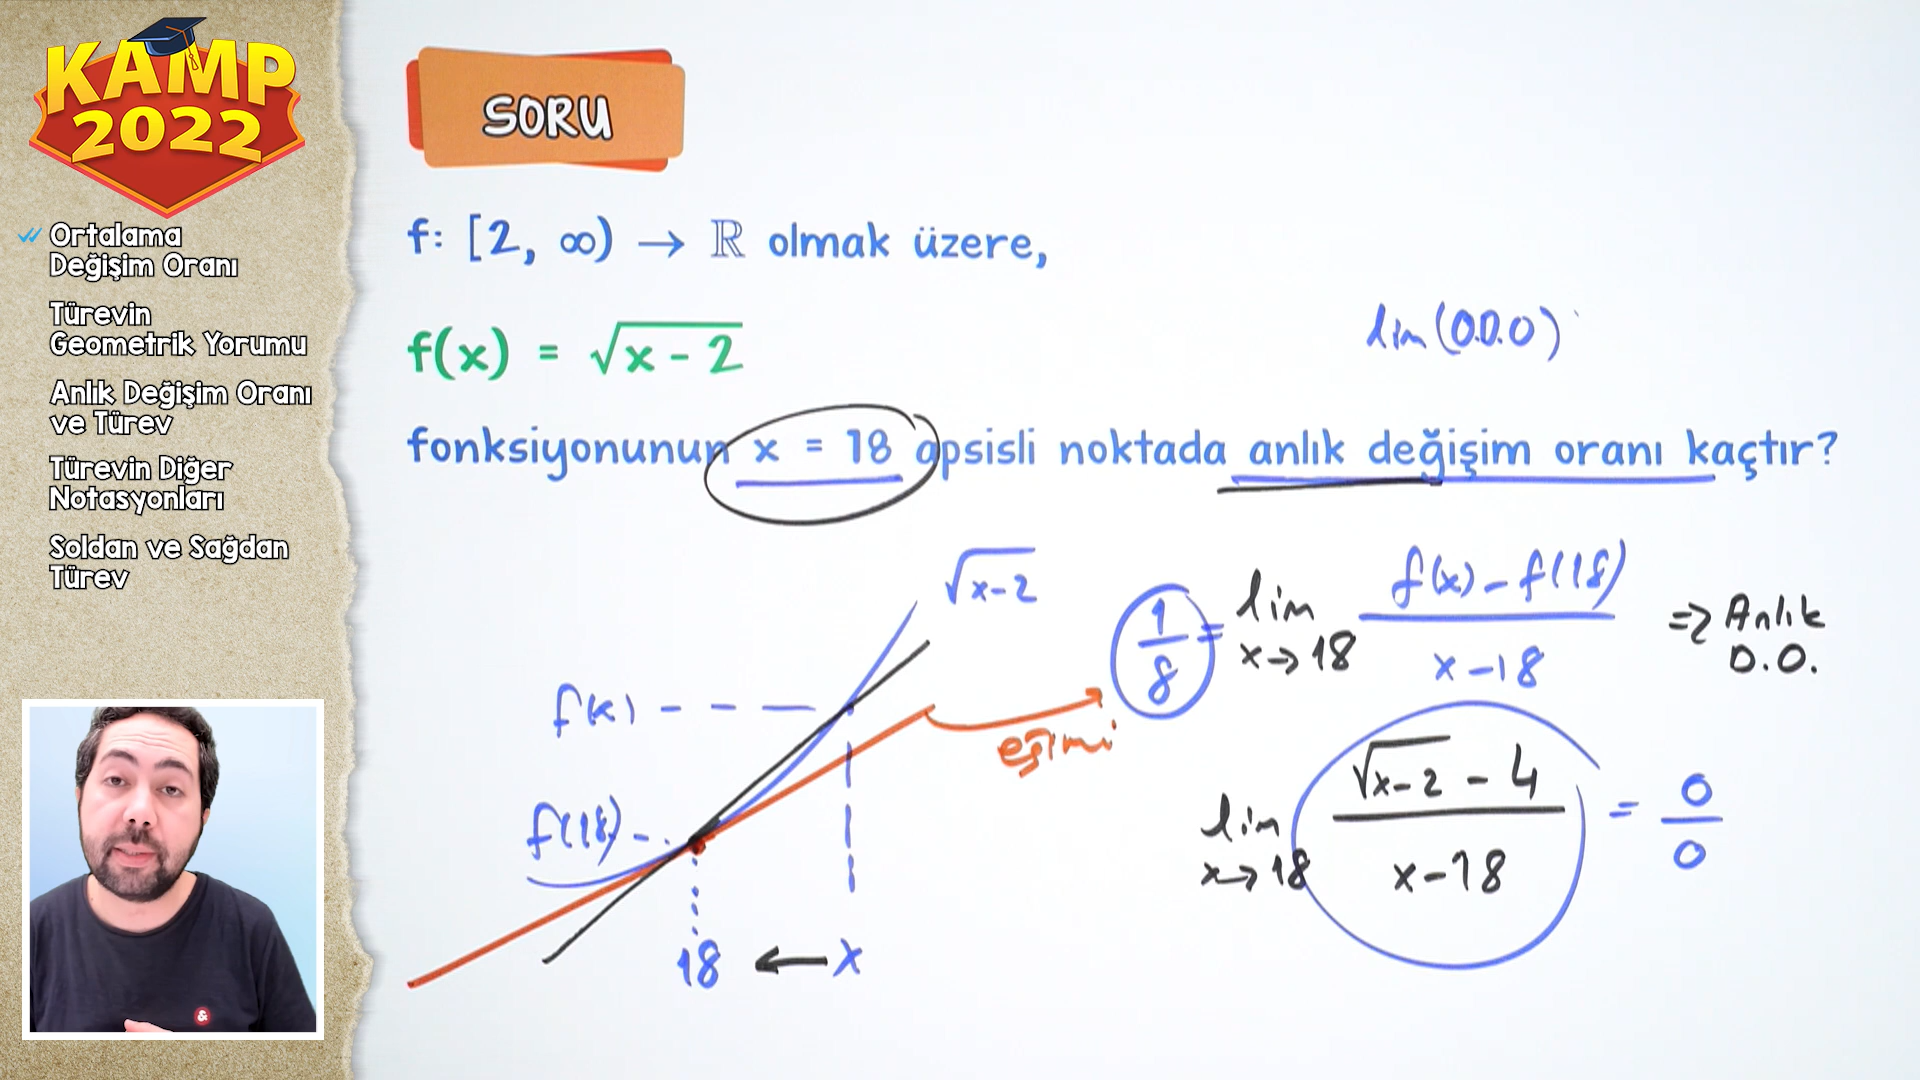 KAMP
2022
Ortalama
Değişim Oranı
Türevin
Geometrik Yorumu
Anlık Değişim Oranı
ve Türev
Türevin Diğer
Notasyonları
Soldan ve Sağdan
Türev
SORU
f: [2, ∞) → ℝ olmak üzere,
f(x) = √x - 2
lim (O.D.O)
fonksiyonunun x = 18 apsisli noktada anlık değişim oranı kaçtır?
√x-2
f(x)
f(18)
18 ← x
eğimi
1/8 = lim x→18 f(x) - f(18) / x - 18 => Anlık D.O.
lim x→18 √x-2 - 4 / x - 18 = 0/0
&